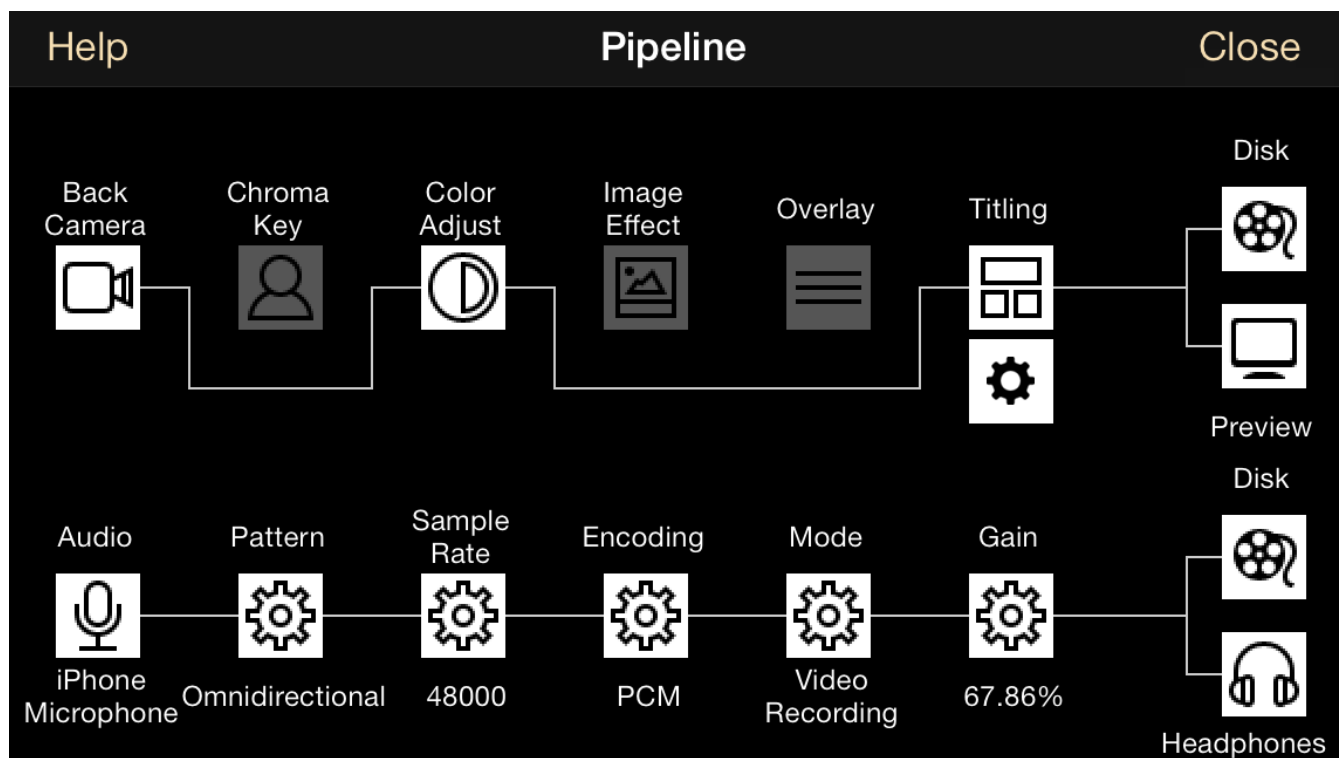 Help
Pipeline
Close
Disk
Back
Camera
Chroma
Key
Color
Adjust
Image
Effect
Overlay
Titling
Preview
Disk
Audio
Pattern
Sample
Rate
Encoding
Mode
Gain
iPhone
Microphone
Omnidirectional
48000
PCM
Video
Recording
67.86%
Headphones